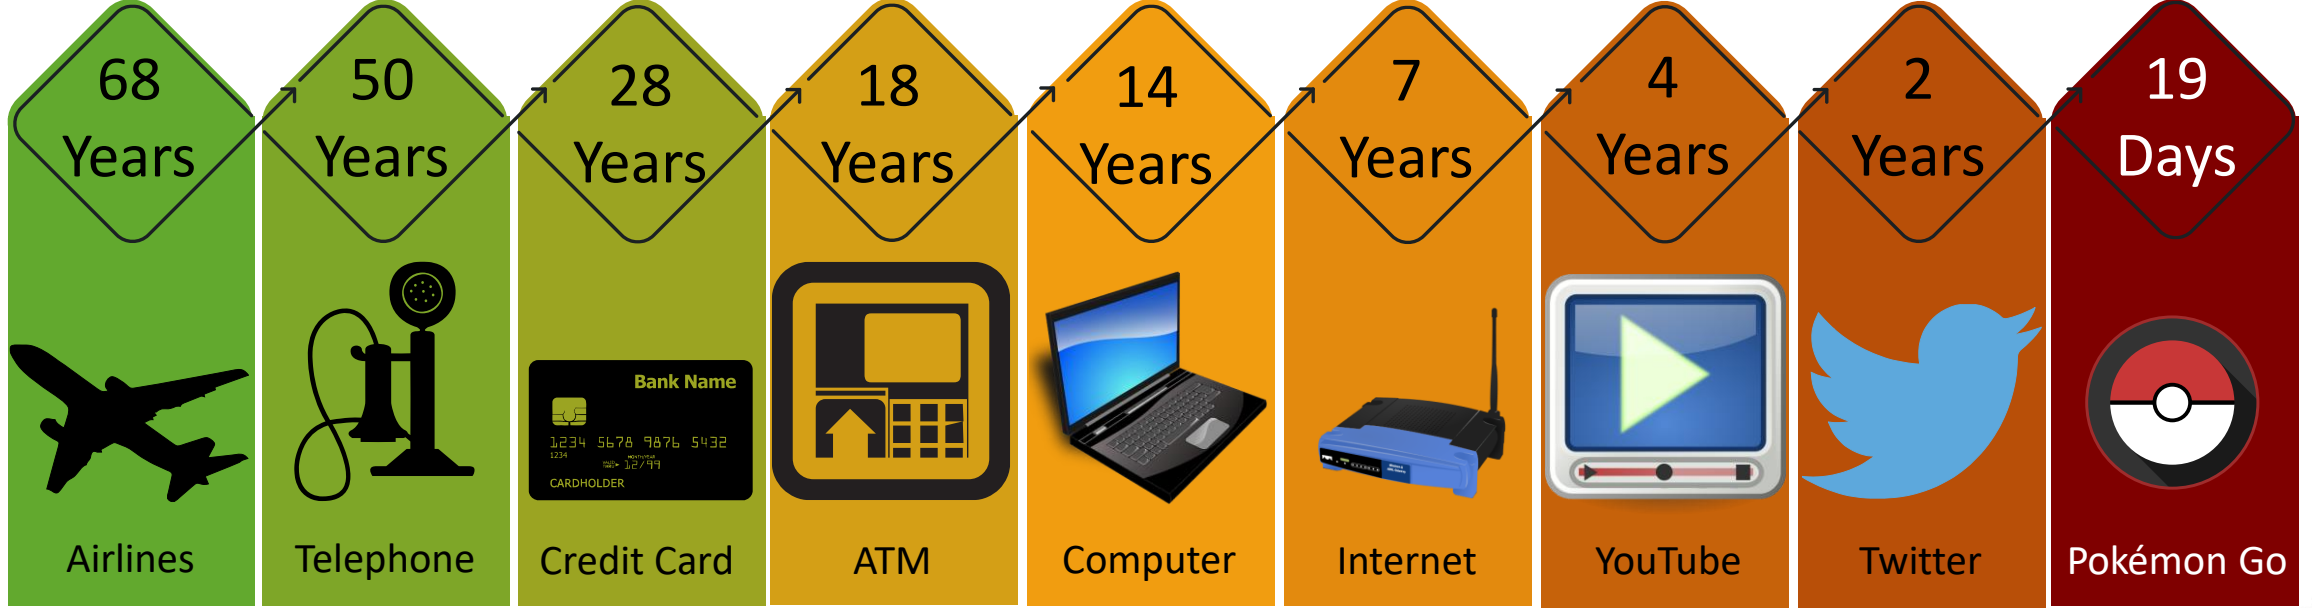 68
Years
50
Years
28
Years
18
Years
14
Years
7
Years
4
Years
2
Years
19
Days
Bank Name
1234 5678 9876 5432
1234
12/99
CARDHOLDER
Airlines
Telephone
Credit Card
ATM
Computer
Internet
YouTube
Twitter
Pokémon Go